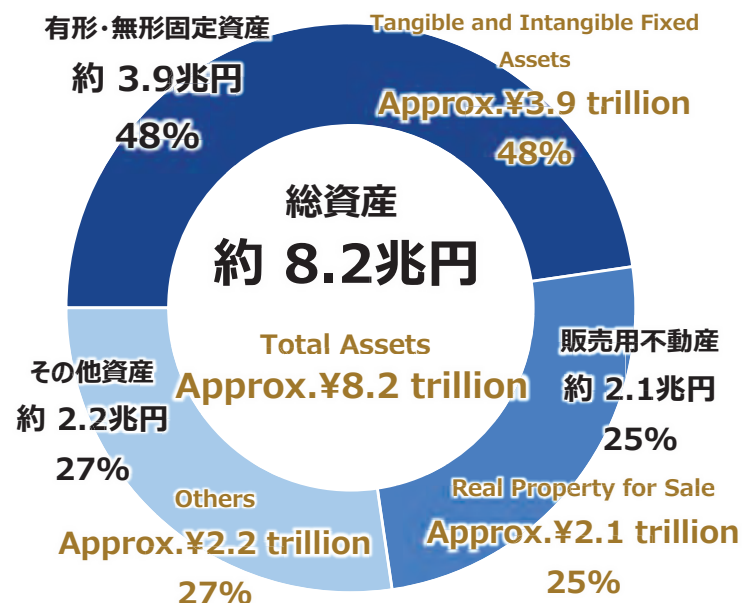 有形・無形固定資産
約 3.9兆円
48%
Tangible and Intangible Fixed
Assets
Approx.¥3.9 trillion
48%
総資産
約 8.2兆円
Total Assets
Approx.¥8.2 trillion
販売用不動産
約 2.1兆円
25%
Real Property for Sale
Approx.¥2.1 trillion
25%
その他資産
約 2.2兆円
27%
Others
Approx.¥2.2 trillion
27%